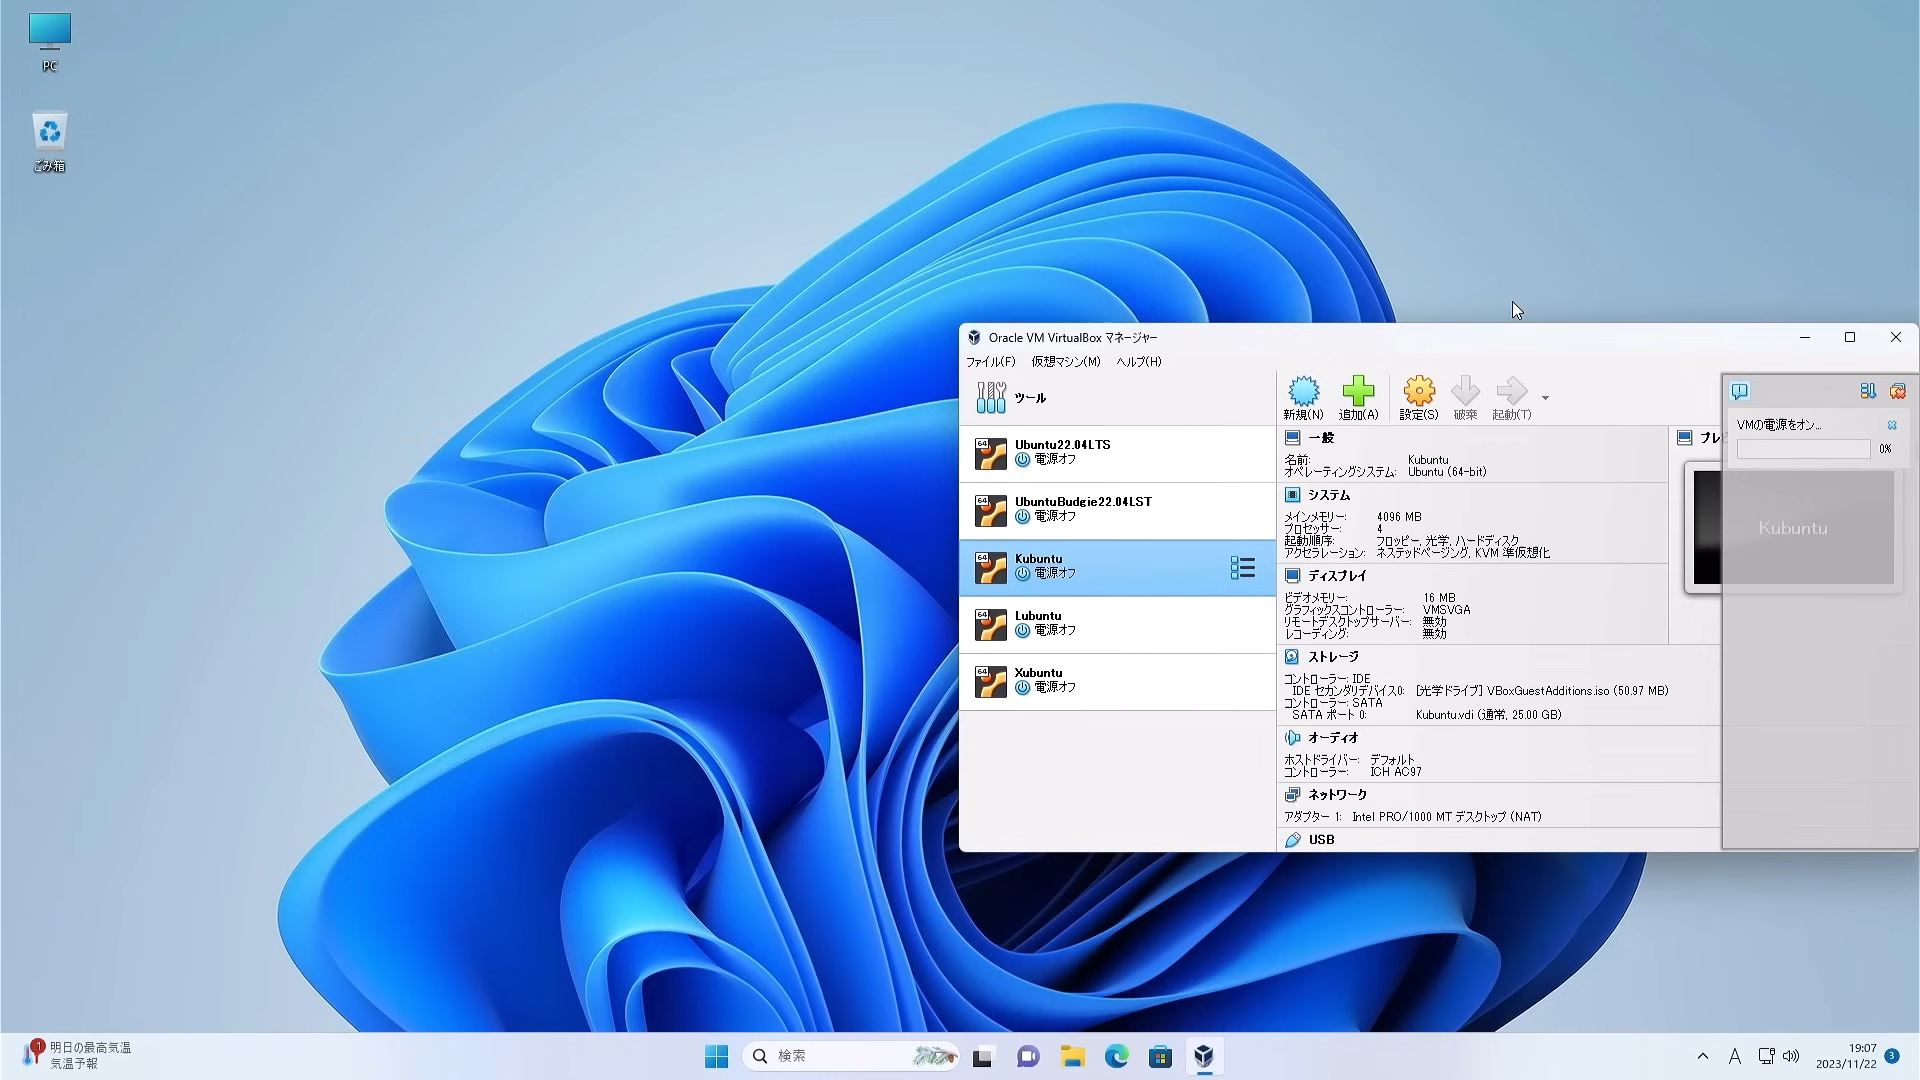 PC
ごみ箱
Oracle VM VirtualBox マネージャー
ファイル(F) 仮想マシン(M) ヘルプ(H)
ツール
新規(N) 追加(A) 設定(S) 破棄 起動(T)
64 Ubuntu22.04LTS
電源オフ
64 UbuntuBudgie22.04LST
電源オフ
64 Kubuntu
電源オフ
64 Lubuntu
電源オフ
64 Xubuntu
電源オフ
一般
名前: Kubuntu
オペレーティングシステム: Ubuntu (64-bit)
システム
メインメモリー: 4096 MB
プロセッサー: 4
起動順序: フロッピー, 光学, ハードディスク
アクセラレーション: ネステッドページング, KVM 準仮想化
ディスプレイ
ビデオメモリー: 16 MB
グラフィックスコントローラー: VMSVGA
リモートデスクトップサーバー: 無効
レコーディング: 無効
ストレージ
コントローラー: IDE
IDE セカンダリデバイス0: [光学ドライブ] VBoxGuestAdditions.iso (50.97 MB)
コントローラー: SATA
SATA ポート 0: Kubuntu.vdi (通常, 25.00 GB)
オーディオ
ホストドライバー: デフォルト
コントローラー: ICH AC97
ネットワーク
アダプター 1: Intel PRO/1000 MT デスクトップ (NAT)
USB
プレビ
VMの電源をオン...
0%
Kubuntu
1 明日の最高気温
気温予報
検索
A
19:07
2023/11/22
3